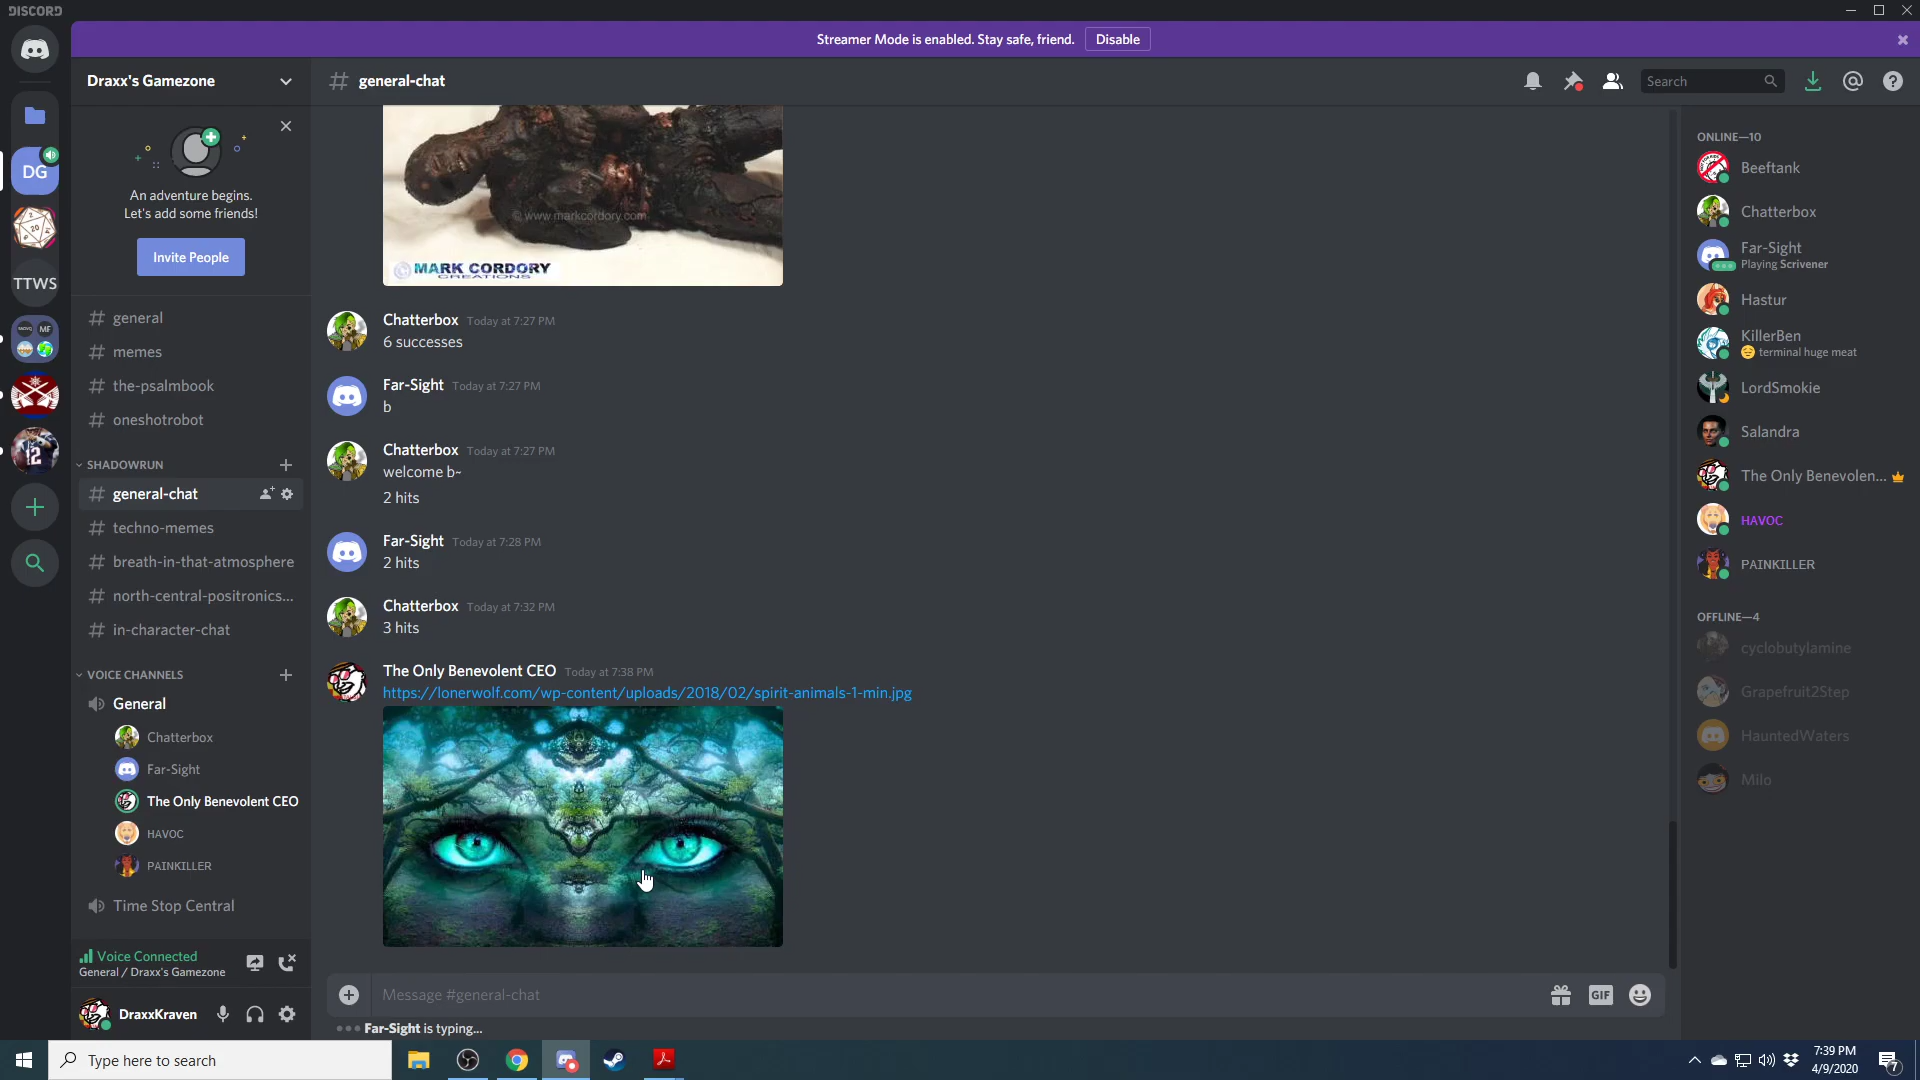 DISCORD
Streamer Mode is enabled. Stay safe, friend.
Disable
Draxx's Gamezone
general-chat
Search
An adventure begins.
Let's add some friends!
Invite People
DG
20
TTWS
MF
12
general
memes
the-psalmbook
oneshotrobot
SHADOWRUN
general-chat
techno-memes
breath-in-that-atmosphere
north-central-positronics...
in-character-chat
VOICE CHANNELS
General
Chatterbox
Far-Sight
The Only Benevolent CEO
HAVOC
PAINKILLER
Time Stop Central
Voice Connected
General / Draxx's Gamezone
DraxxKraven
© www.markcordory.com
MARK CORDORY
CREATIONS
Chatterbox Today at 7:27 PM
6 successes
Far-Sight Today at 7:27 PM
b
Chatterbox Today at 7:27 PM
welcome b~
2 hits
Far-Sight Today at 7:28 PM
2 hits
Chatterbox Today at 7:32 PM
3 hits
The Only Benevolent CEO Today at 7:38 PM
https://lonerwolf.com/wp-content/uploads/2018/02/spirit-animals-1-min.jpg
Message #general-chat
GIF
Far-Sight is typing...
ONLINE—10
Beeftank
Chatterbox
Far-Sight
Playing Scrivener
Hastur
KillerBen
terminal huge meat
LordSmokie
Salandra
The Only Benevolen...
HAVOC
PAINKILLER
OFFLINE—4
cyclobutylamine
Grapefruit2Step
HauntedWaters
Milo
Type here to search
7:39 PM
4/9/2020
7